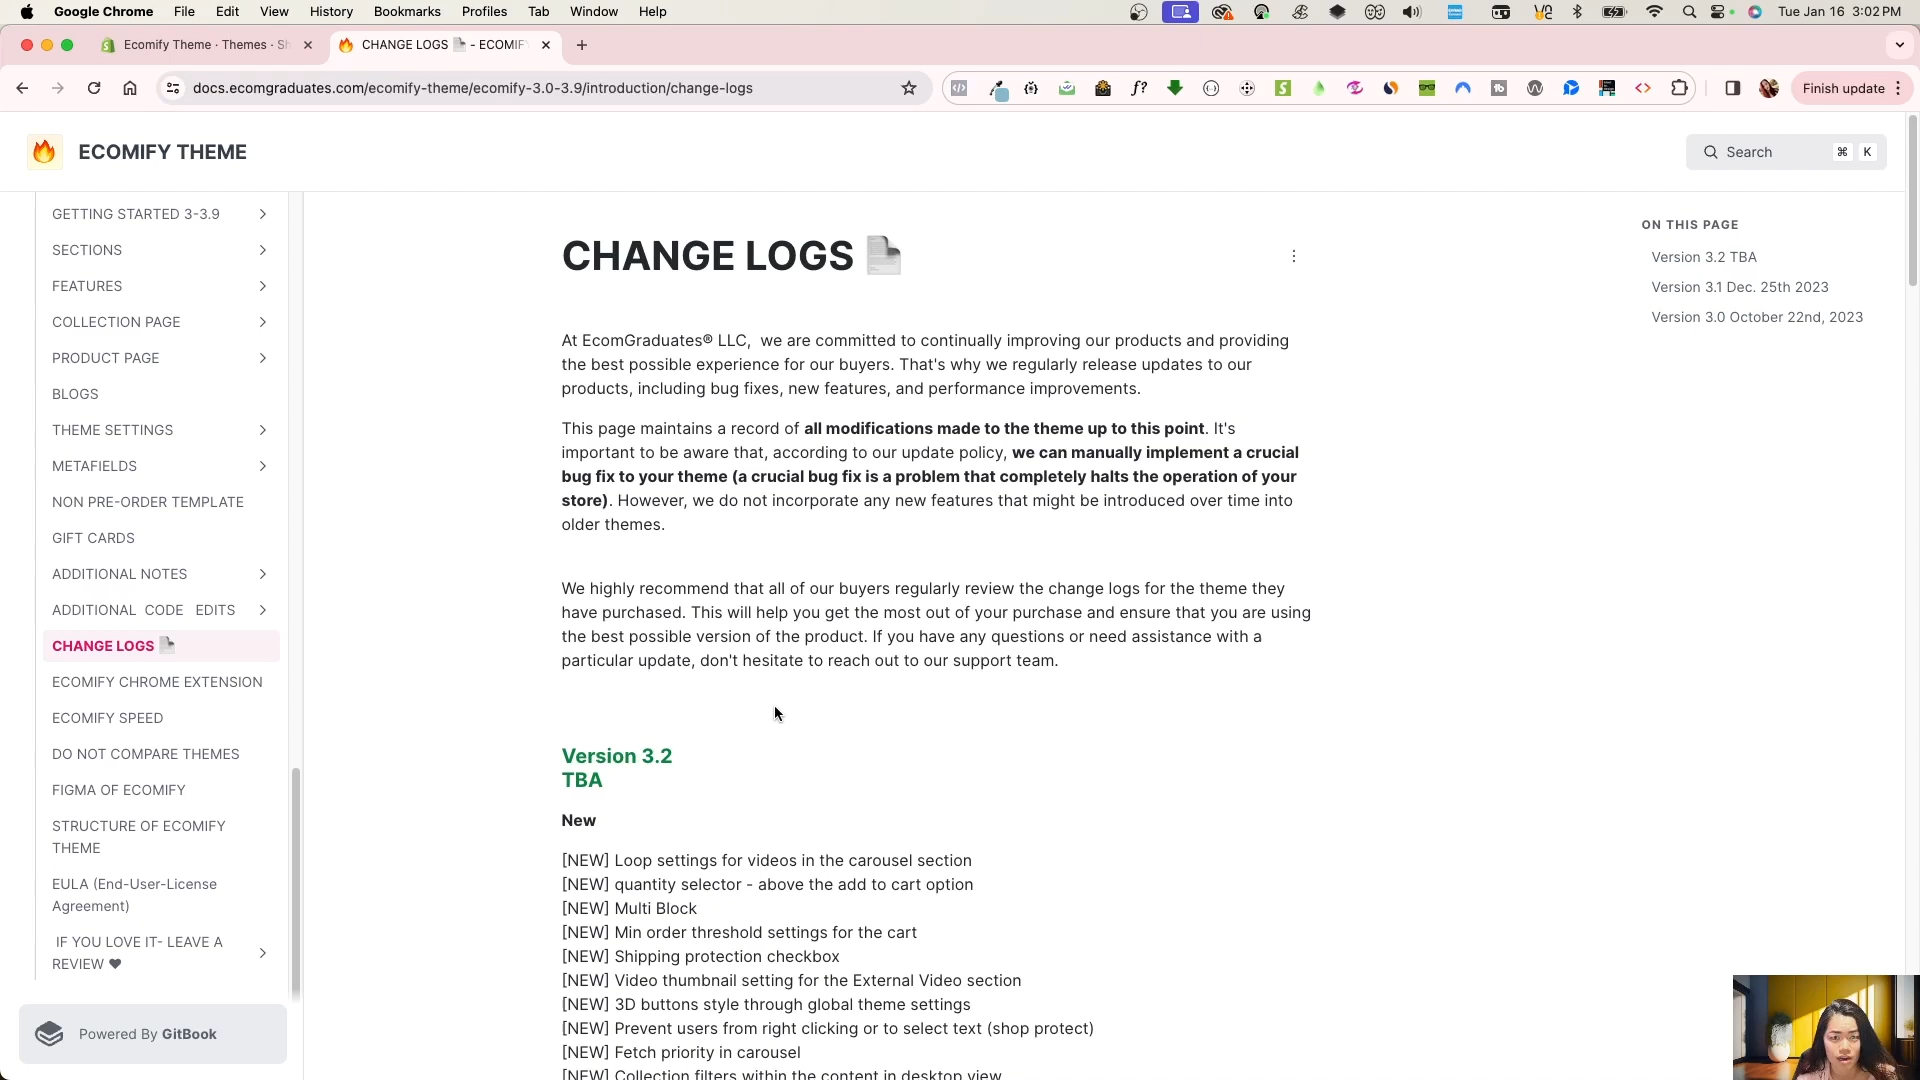 Google Chrome File Edit View History Bookmarks Profiles Tab Window Help
Tue Jan 16 3:02 PM
Ecomify Theme · Themes · Sh
CHANGE LOGS 📄 - ECOMIFY
docs.ecomgraduates.com/ecomify-theme/ecomify-3.0-3.9/introduction/change-logs
Finish update
🔥 ECOMIFY THEME
Search ⌘ K
GETTING STARTED 3-3.9
SECTIONS
FEATURES
COLLECTION PAGE
PRODUCT PAGE
BLOGS
THEME SETTINGS
METAFIELDS
NON PRE-ORDER TEMPLATE
GIFT CARDS
ADDITIONAL NOTES
ADDITIONAL CODE EDITS
CHANGE LOGS 📄
ECOMIFY CHROME EXTENSION
ECOMIFY SPEED
DO NOT COMPARE THEMES
FIGMA OF ECOMIFY
STRUCTURE OF ECOMIFY
THEME
EULA (End-User-License
Agreement)
IF YOU LOVE IT- LEAVE A
REVIEW ❤
Powered By GitBook
CHANGE LOGS 📄
At EcomGraduates® LLC, we are committed to continually improving our products and providing
the best possible experience for our buyers. That's why we regularly release updates to our
products, including bug fixes, new features, and performance improvements.
This page maintains a record of all modifications made to the theme up to this point. It's
important to be aware that, according to our update policy, we can manually implement a crucial
bug fix to your theme (a crucial bug fix is a problem that completely halts the operation of your
store). However, we do not incorporate any new features that might be introduced over time into
older themes.
We highly recommend that all of our buyers regularly review the change logs for the theme they
have purchased. This will help you get the most out of your purchase and ensure that you are using
the best possible version of the product. If you have any questions or need assistance with a
particular update, don't hesitate to reach out to our support team.
Version 3.2
TBA
New
[NEW] Loop settings for videos in the carousel section
[NEW] quantity selector - above the add to cart option
[NEW] Multi Block
[NEW] Min order threshold settings for the cart
[NEW] Shipping protection checkbox
[NEW] Video thumbnail setting for the External Video section
[NEW] 3D buttons style through global theme settings
[NEW] Prevent users from right clicking or to select text (shop protect)
[NEW] Fetch priority in carousel
[NEW] Collection filters within the content in desktop view
ON THIS PAGE
Version 3.2 TBA
Version 3.1 Dec. 25th 2023
Version 3.0 October 22nd, 2023